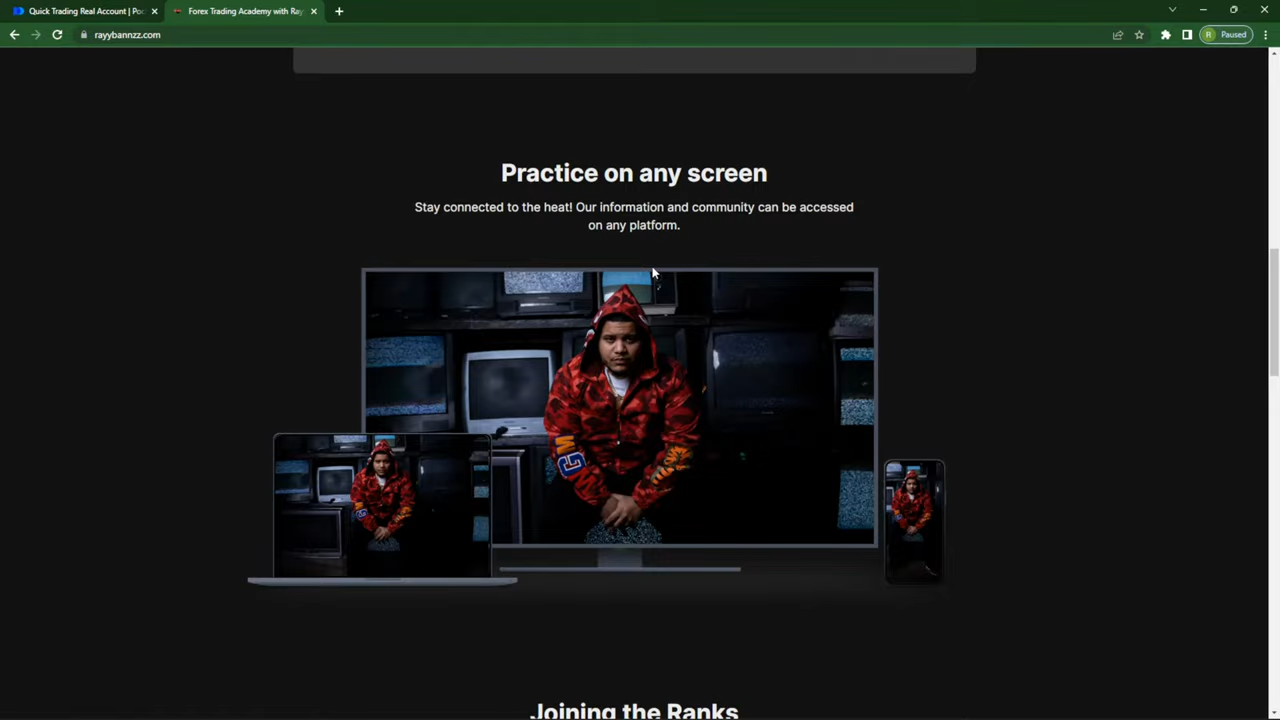 Quick Trading Real Account | Poc
Forex Trading Academy with Ray
rayybannzz.com
R Paused
Practice on any screen
Stay connected to the heat! Our information and community can be accessed
on any platform.
Joining the Ranks